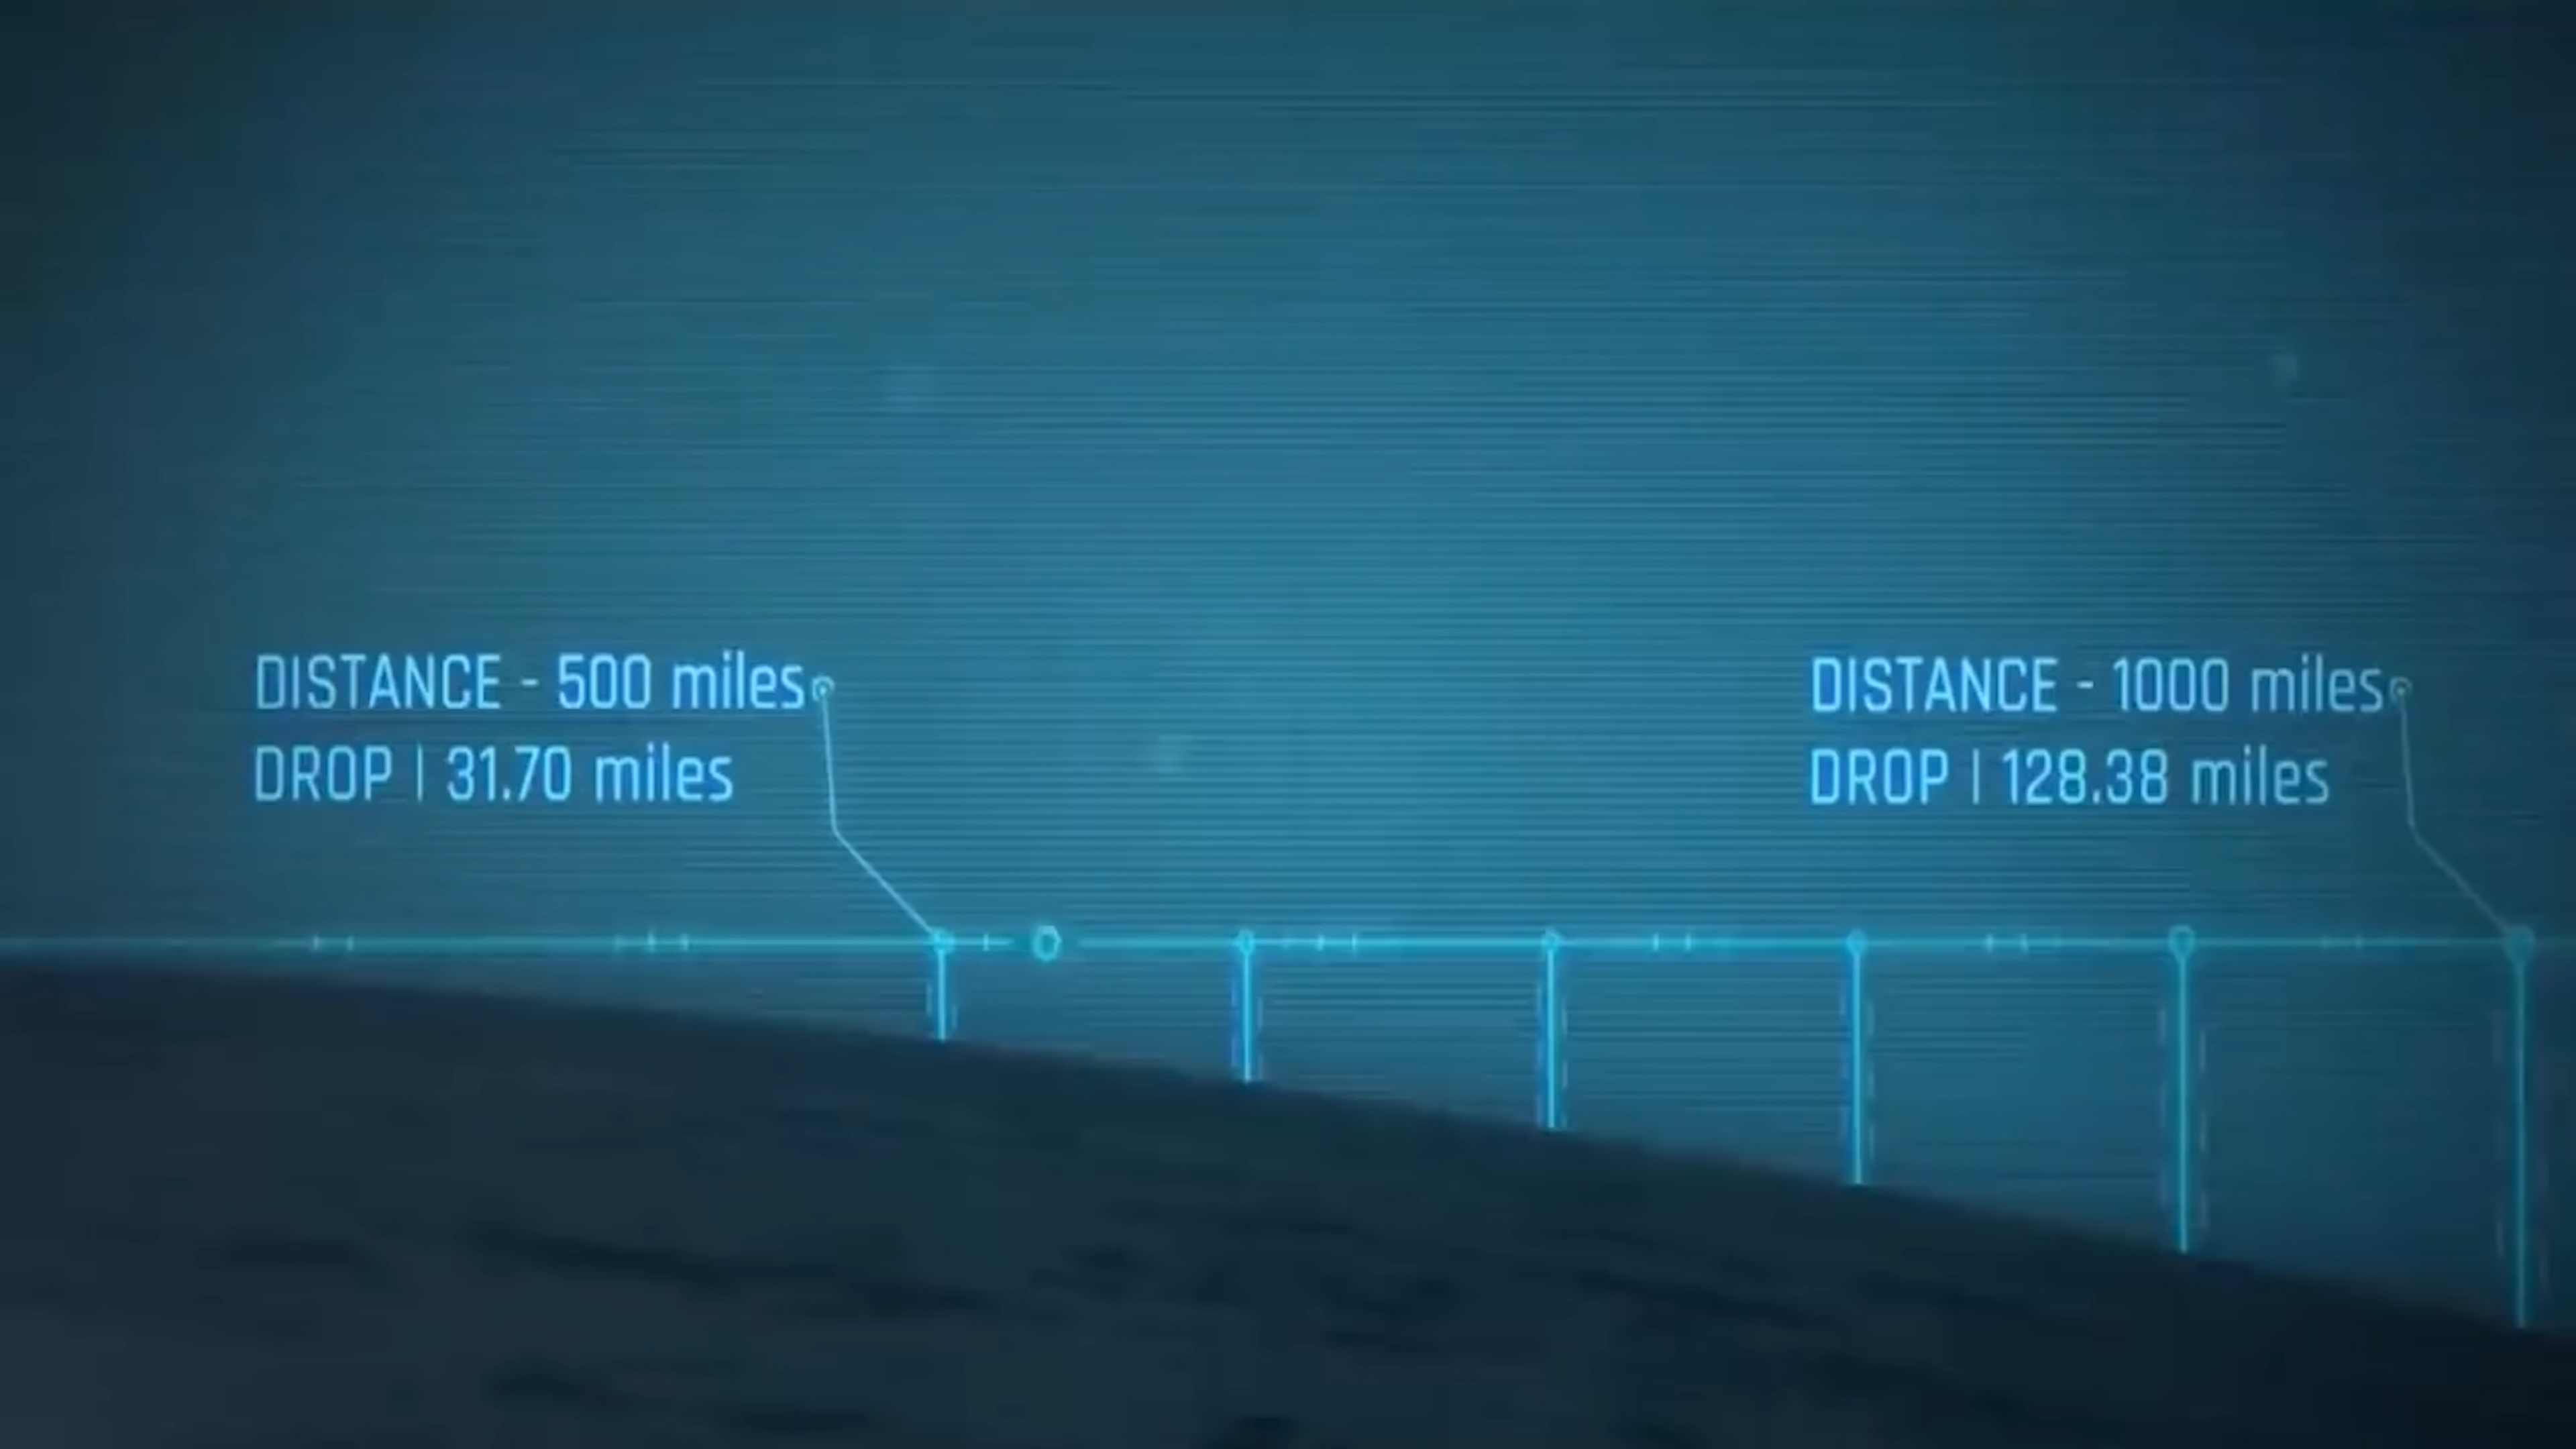 DISTANCE - 500 miles
DROP | 31.70 miles
DISTANCE - 1000 miles
DROP | 128.38 miles